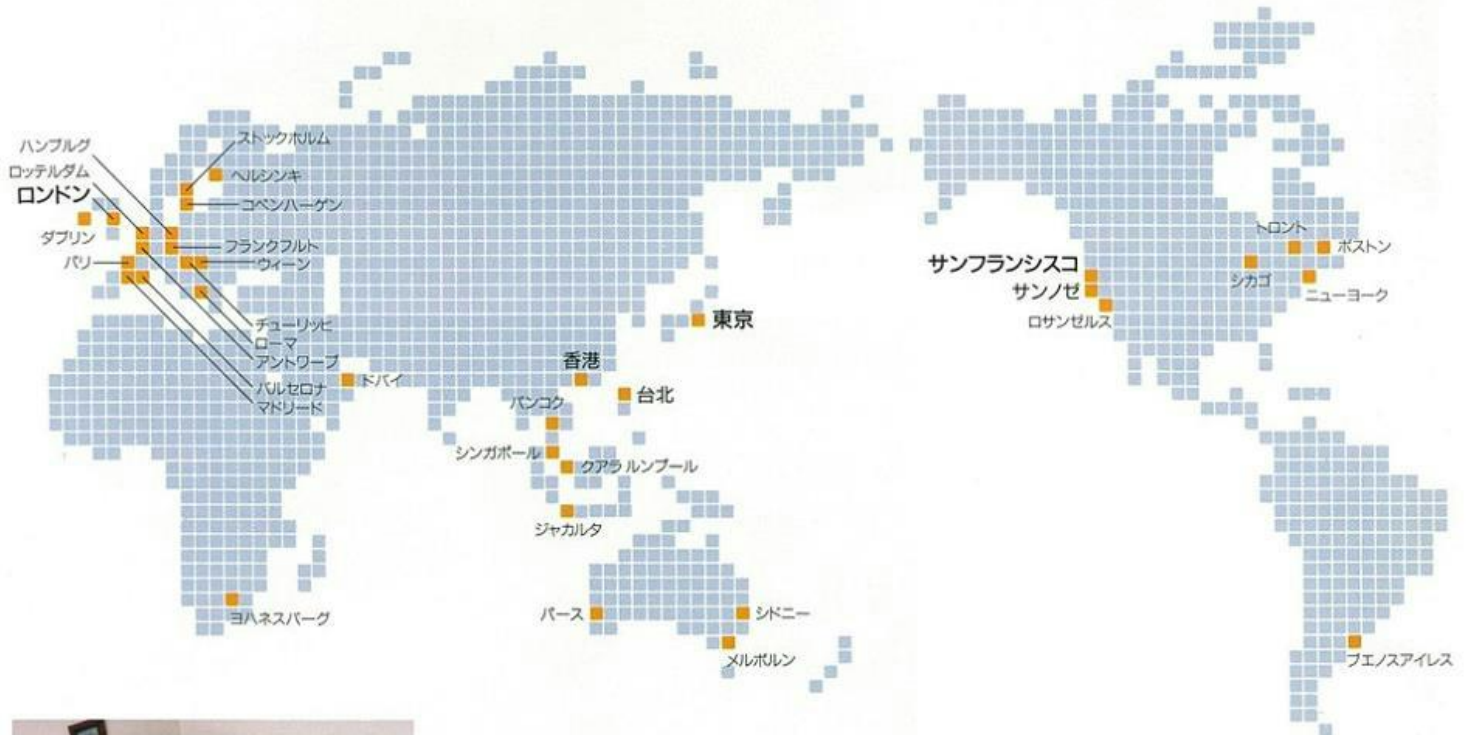 ハンブルグ
ロッテルダム
ロンドン
ダブリン
パリ
ストックホルム
ヘルシンキ
コペンハーゲン
フランクフルト
ウィーン
チューリッヒ
ローマ
アントワープ
バルセロナ
マドリード
ドバイ
ヨハネスバーグ
東京
香港
台北
バンコク
シンガポール
クアラルンプール
ジャカルタ
パース
シドニー
メルボルン
サンフランシスコ
サンノゼ
ロサンゼルス
トロント
ボストン
シカゴ
ニューヨーク
ブエノスアイレス